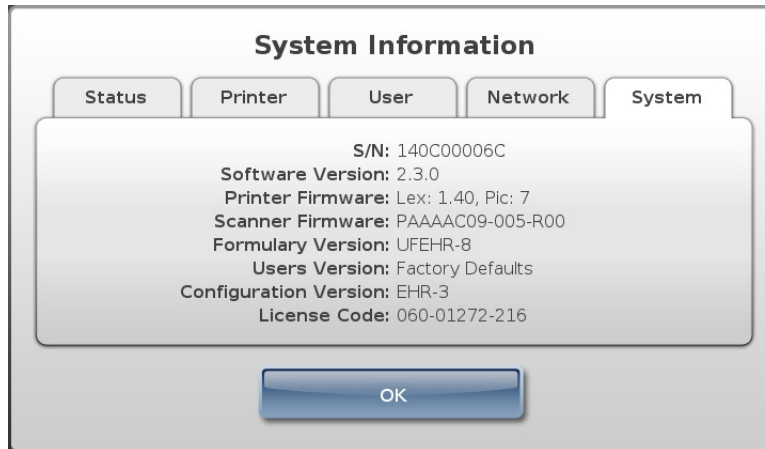 System Information
Status Printer User Network System
S/N: 140C00006C
Software Version: 2.3.0
Printer Firmware: Lex: 1.40, Pic: 7
Scanner Firmware: PAAAAC09-005-R00
Formulary Version: UFEHR-8
Users Version: Factory Defaults
Configuration Version: EHR-3
License Code: 060-01272-216
OK